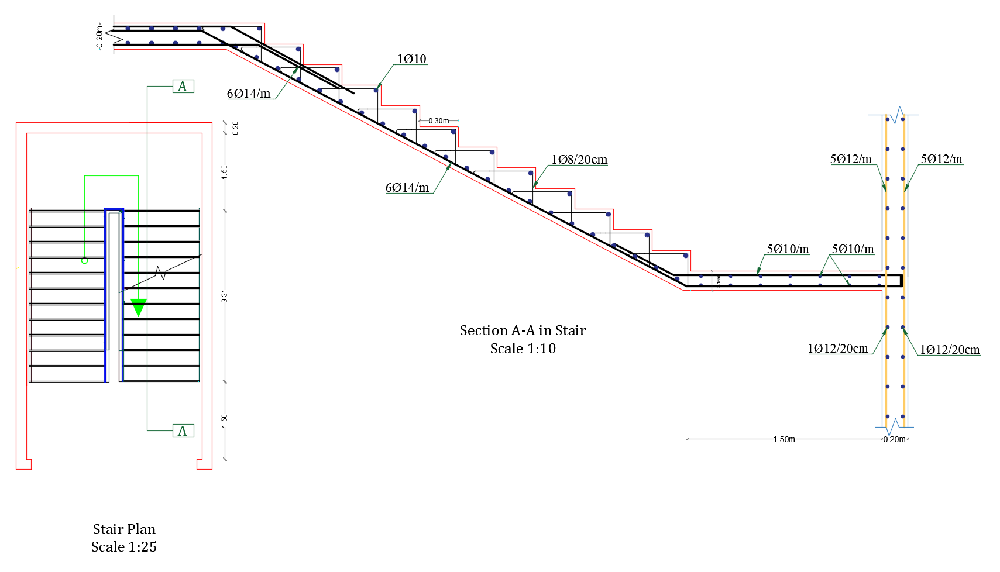 0.20m
1Ø10
6Ø14/m
A
0.30m
0.20
1Ø8/20cm
5Ø12/m
5Ø12/m
1.50
6Ø14/m
5Ø10/m
5Ø10/m
0.15m
3.31
Section A-A in Stair
Scale 1:10
1Ø12/20cm
1Ø12/20cm
1.50
A
1.50m
0.20m
Stair Plan
Scale 1:25